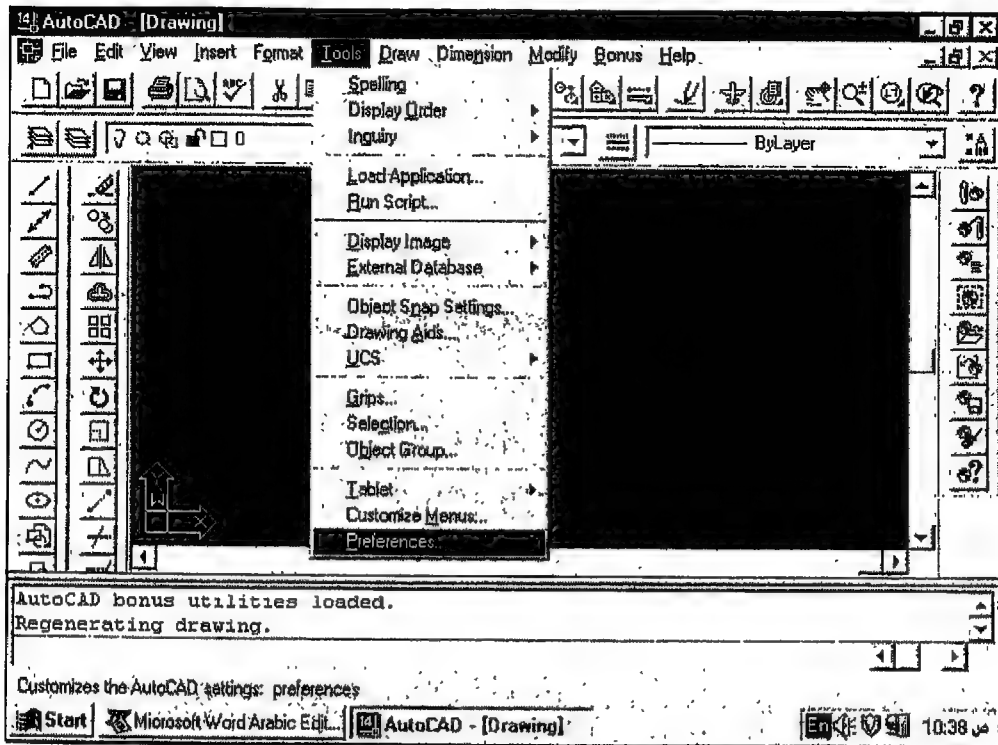 AutoCAD - [Drawing]
File Edit View Insert Format Tools Draw Dimension Modify Bonus Help
Spelling
Display Order
Inquiry
0
ByLayer
Load Application...
Run Script...
Display Image
External Database
Object Snap Settings...
Drawing Aids...
UCS
Grips...
Selection...
Object Group...
Tablet
Customize Menus...
Preferences...
W
X
AutoCAD bonus utilities loaded.
Regenerating drawing.
Customizes the AutoCAD settings: preferences
Start Microsoft Word Arabic Edit... AutoCAD - [Drawing] En 10:38 ص